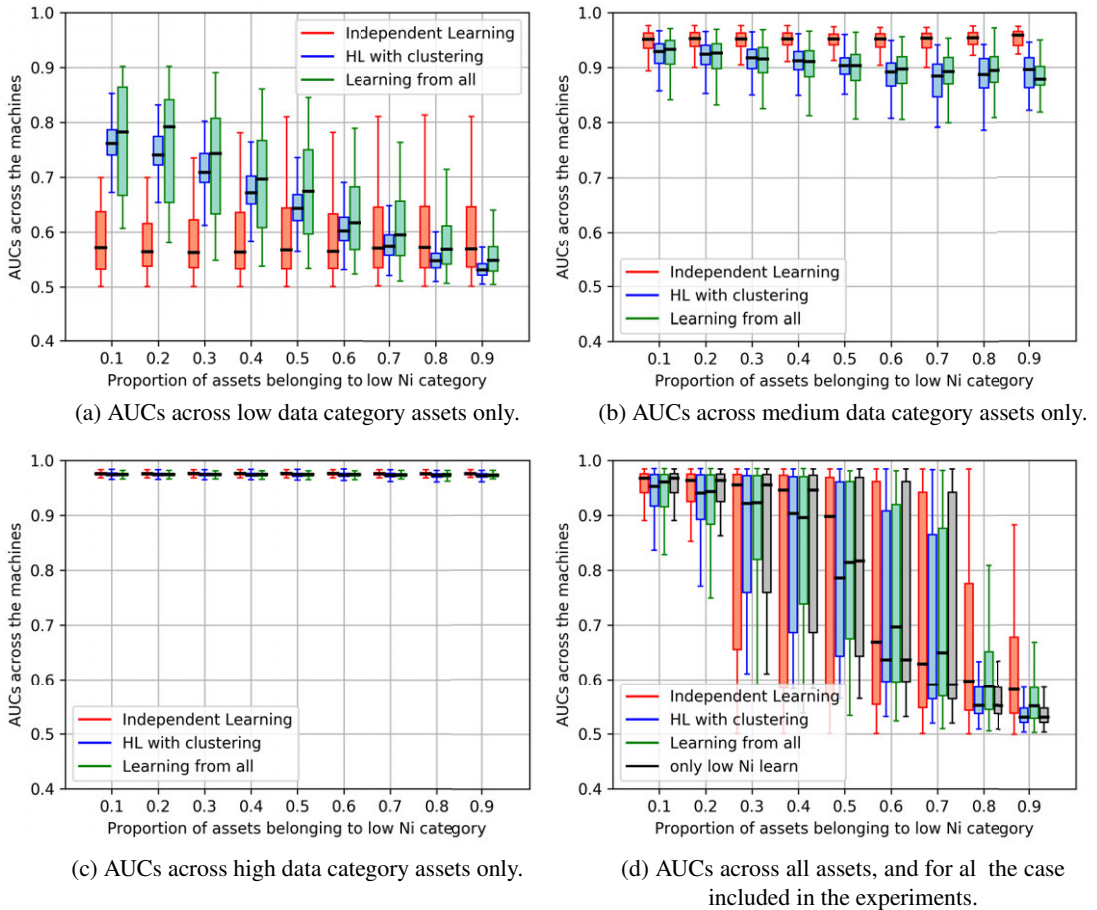 1.0
0.9
0.8
0.7
0.6
0.5
0.4
AUCs across the machines
Independent Learning
HL with clustering
Learning from all
0.1 0.2 0.3 0.4 0.5 0.6 0.7 0.8 0.9
Proportion of assets belonging to low Ni category
(a) AUCs across low data category assets only.
1.0
0.9
0.8
0.7
0.6
0.5
0.4
AUCs across the machines
Independent Learning
HL with clustering
Learning from all
0.1 0.2 0.3 0.4 0.5 0.6 0.7 0.8 0.9
Proportion of assets belonging to low Ni category
(b) AUCs across medium data category assets only.
1.0
0.9
0.8
0.7
0.6
0.5
0.4
AUCs across the machines
Independent Learning
HL with clustering
Learning from all
0.1 0.2 0.3 0.4 0.5 0.6 0.7 0.8 0.9
Proportion of assets belonging to low Ni category
(c) AUCs across high data category assets only.
1.0
0.9
0.8
0.7
0.6
0.5
0.4
AUCs across the machines
Independent Learning
HL with clustering
Learning from all
only low Ni learn
0.1 0.2 0.3 0.4 0.5 0.6 0.7 0.8 0.9
Proportion of assets belonging to low Ni category
(d) AUCs across all assets, and for al the case
included in the experiments.